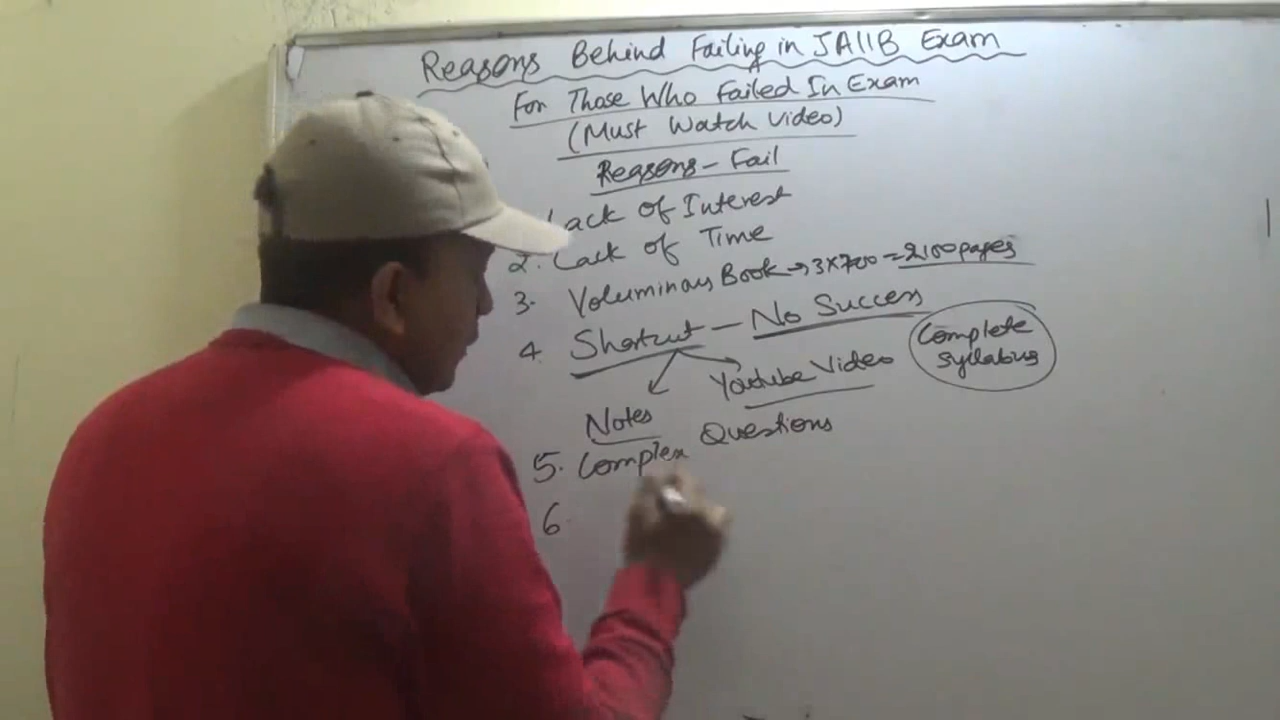 Reasons Behind Failing in JAIIB Exam
For Those Who Failed In Exam
(Must Watch Video)
Reasons - Fail
Lack of Interest
2. Lack of Time
3. Voluminous Book → 3x700 = 2100 pages
4. Shortcut - No Success
Complete
syllabus
Youtube Video
Notes
5. Complex Questions
6